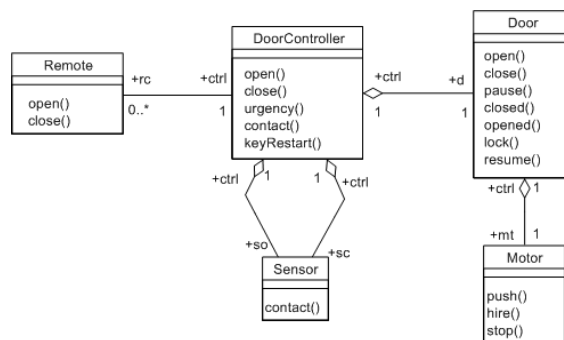 Remote
open()
close()
+rc
0..*
+ctrl
1
DoorController
open()
close()
urgency()
contact()
keyRestart()
+ctrl
1
+d
1
Door
open()
close()
pause()
closed()
opened()
lock()
resume()
+ctrl
1
1
+ctrl
+so
+sc
Sensor
contact()
+ctrl
1
+mt
1
Motor
push()
hire()
stop()